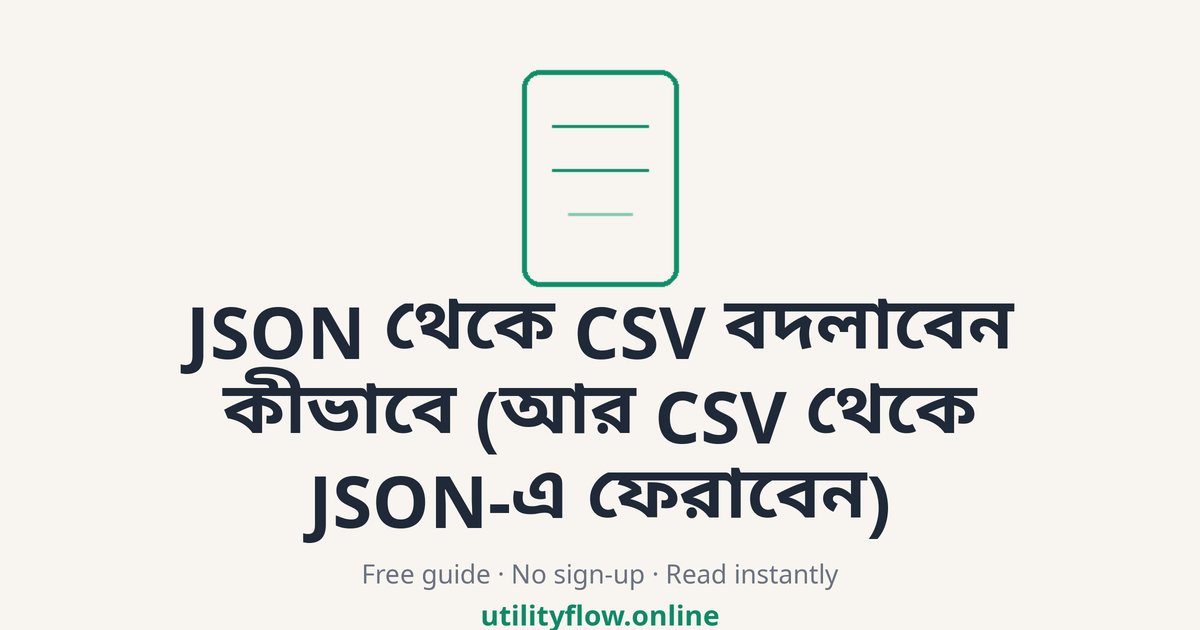 JSON থেকে CSV বদলাবেন
কীভাবে (আর CSV থেকে
JSON-এ ফেরাবেন)
Free guide · No sign-up · Read instantly
utilityflow.online